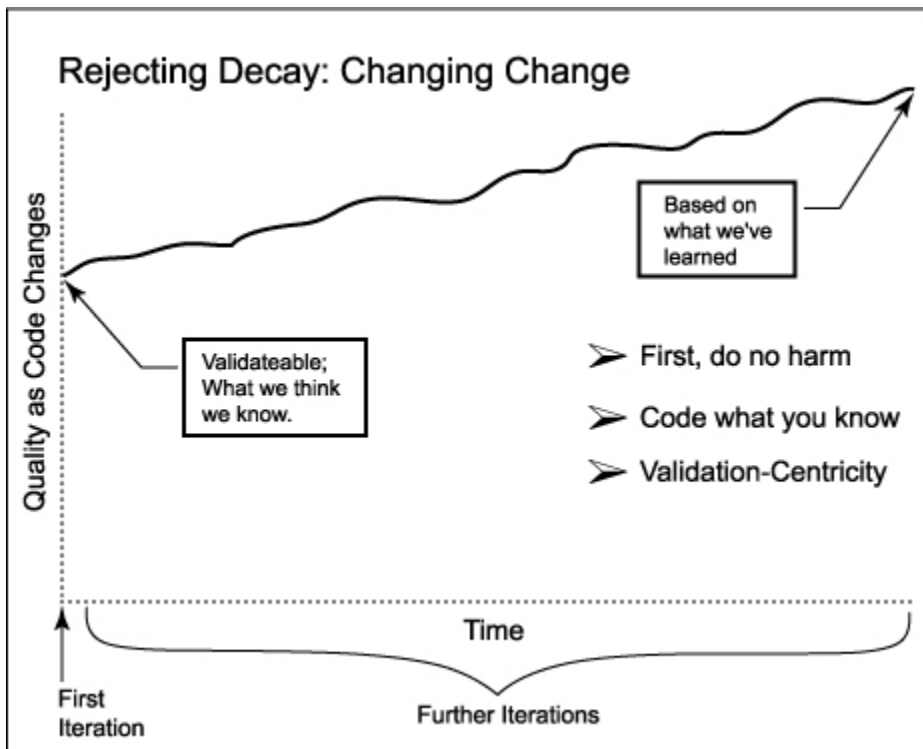 Rejecting Decay: Changing Change
Quality as Code Changes
Based on
what we've
learned
Validateable;
What we think
we know.
First, do no harm
Code what you know
Validation-Centricity
Time
First
Iteration
Further Iterations